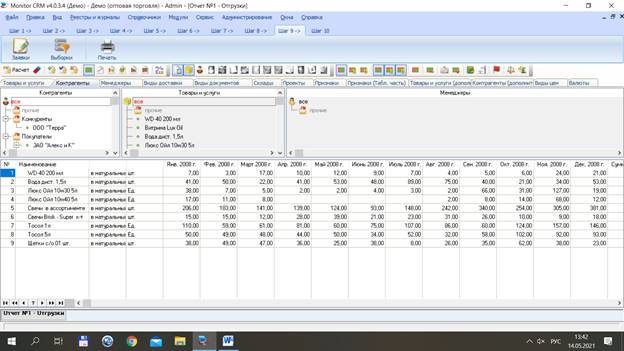 Monitor CRM v4.0.3.4 (Демо) - Демо (оптовая торговля) - Admin - [Отчет №1 - Отгрузки]
Файл Правка Вид Реестры и журналы Справочники Модули Сервис Администрирование Окна Справка
Шаг 1 -> Шаг 2 -> Шаг 3 -> Шаг 4 -> Шаг 5 -> Шаг 6 -> Шаг 7 -> Шаг 8 -> Шаг 9 -> Шаг 10
Заявки Выборки Печать
Расчет
Товары и услуги Контрагенты Менеджеры Виды доставки Виды документов Склады Проекты Признаки Признаки (Табл. часть) Товары и услуги (дополн Контрагенты (дополнит Виды цен Валюты
Контрагенты Товары и услуги Менеджеры
все все все
прочие прочие прочие
Конкуренты WD-40 200 мл
ООО "Терра" Витрина Lux Oil
Покупатели Вода дист. 1,5л
ЗАО "Алекс и К" Люкс Ойл 10w30 5л
№ Наименование Янв. 2008 г. Фев. 2008 г. Март 2008 г. Апр. 2008 г. Май 2008 г. Июнь 2008 г. Июль 2008 г. Авг. 2008 г. Сен. 2008 г. Окт. 2008 г. Ноя. 2008 г. Дек. 2008 г. Сум
1 WD-40 200 мл в натуральных шт. 7,00 3,00 17,00 10,00 12,00 9,00 7,00 4,00 5,00 6,00 24,00 21,00
2 Вода дист. 1,5л в натуральных шт. 41,00 50,00 22,00 41,00 53,00 48,00 89,00 75,00 40,00 21,00 34,00 53,00
3 Люкс Ойл 10w30 5л в натуральных Ед. 38,00 7,00 5,00 2,00 2,00 4,00 3,00 2,00 66,00 31,00 127,00 19,00
4 Люкс Ойл 10w40 5л в натуральных Ед. 17,00 11,00 8,00 2,00 8,00 14,00 68,00 12,00
5 Свечи в ассортименте в натуральных шт. 206,00 183,00 141,00 139,00 124,00 93,00 148,00 242,00 340,00 254,00 305,00 381,00
6 Свечи Brisk - Super к-т в натуральных шт. 15,00 15,00 12,00 28,00 39,00 21,00 23,00 31,00 26,00 10,00 9,00 18,00
7 Тосол 1л в натуральных Ед. 110,00 59,00 61,00 81,00 60,00 75,00 107,00 86,00 60,00 124,00 157,00 146,00
8 Тосол 5л в натуральных Ед. 50,00 49,00 48,00 44,00 50,00 34,00 52,00 32,00 58,00 102,00 92,00 93,00
9 Щетки с/о 01 шт. в натуральных шт. 38,00 49,00 47,00 36,00 25,00 38,00 8,00 26,00 35,00 62,00 38,00 23,00
Отчет №1 - Отгрузки
РУС
13:42
14.05.2021